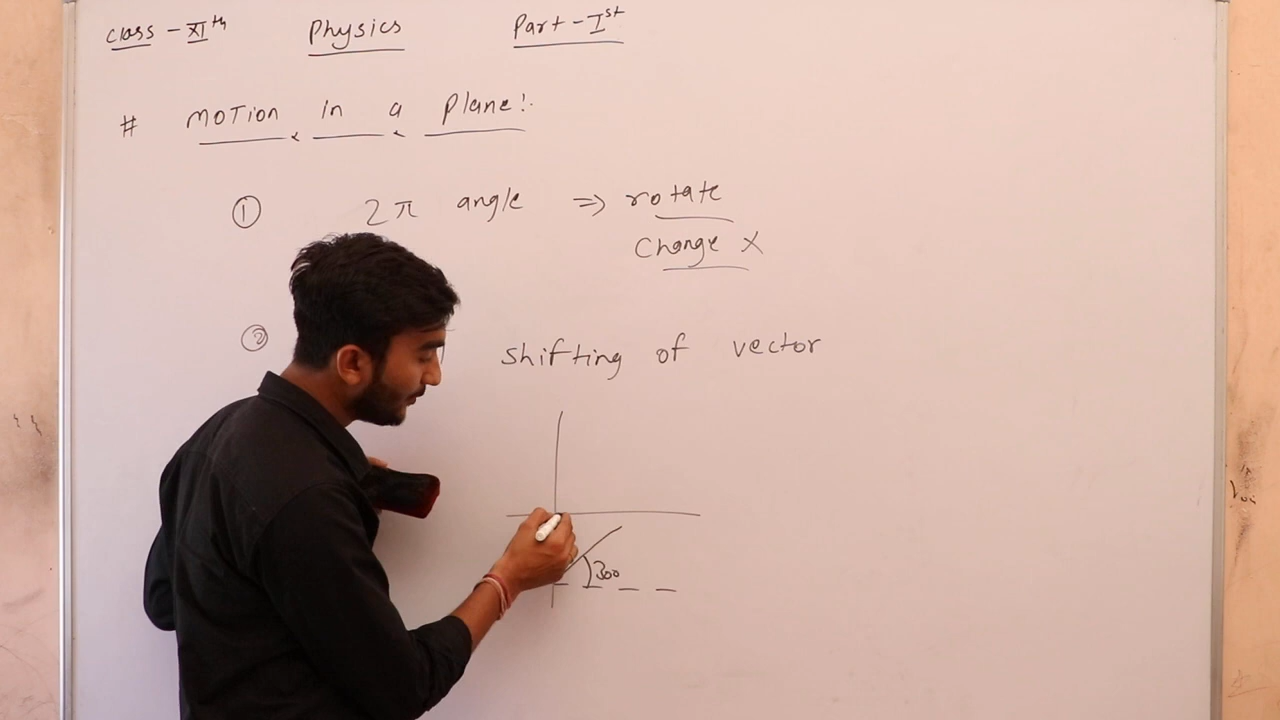 class - XIth Physics Part - Ist
# MOTION in a Plane:
① 2π angle ⇒ rotate
Change ×
② Shifting of vector
300